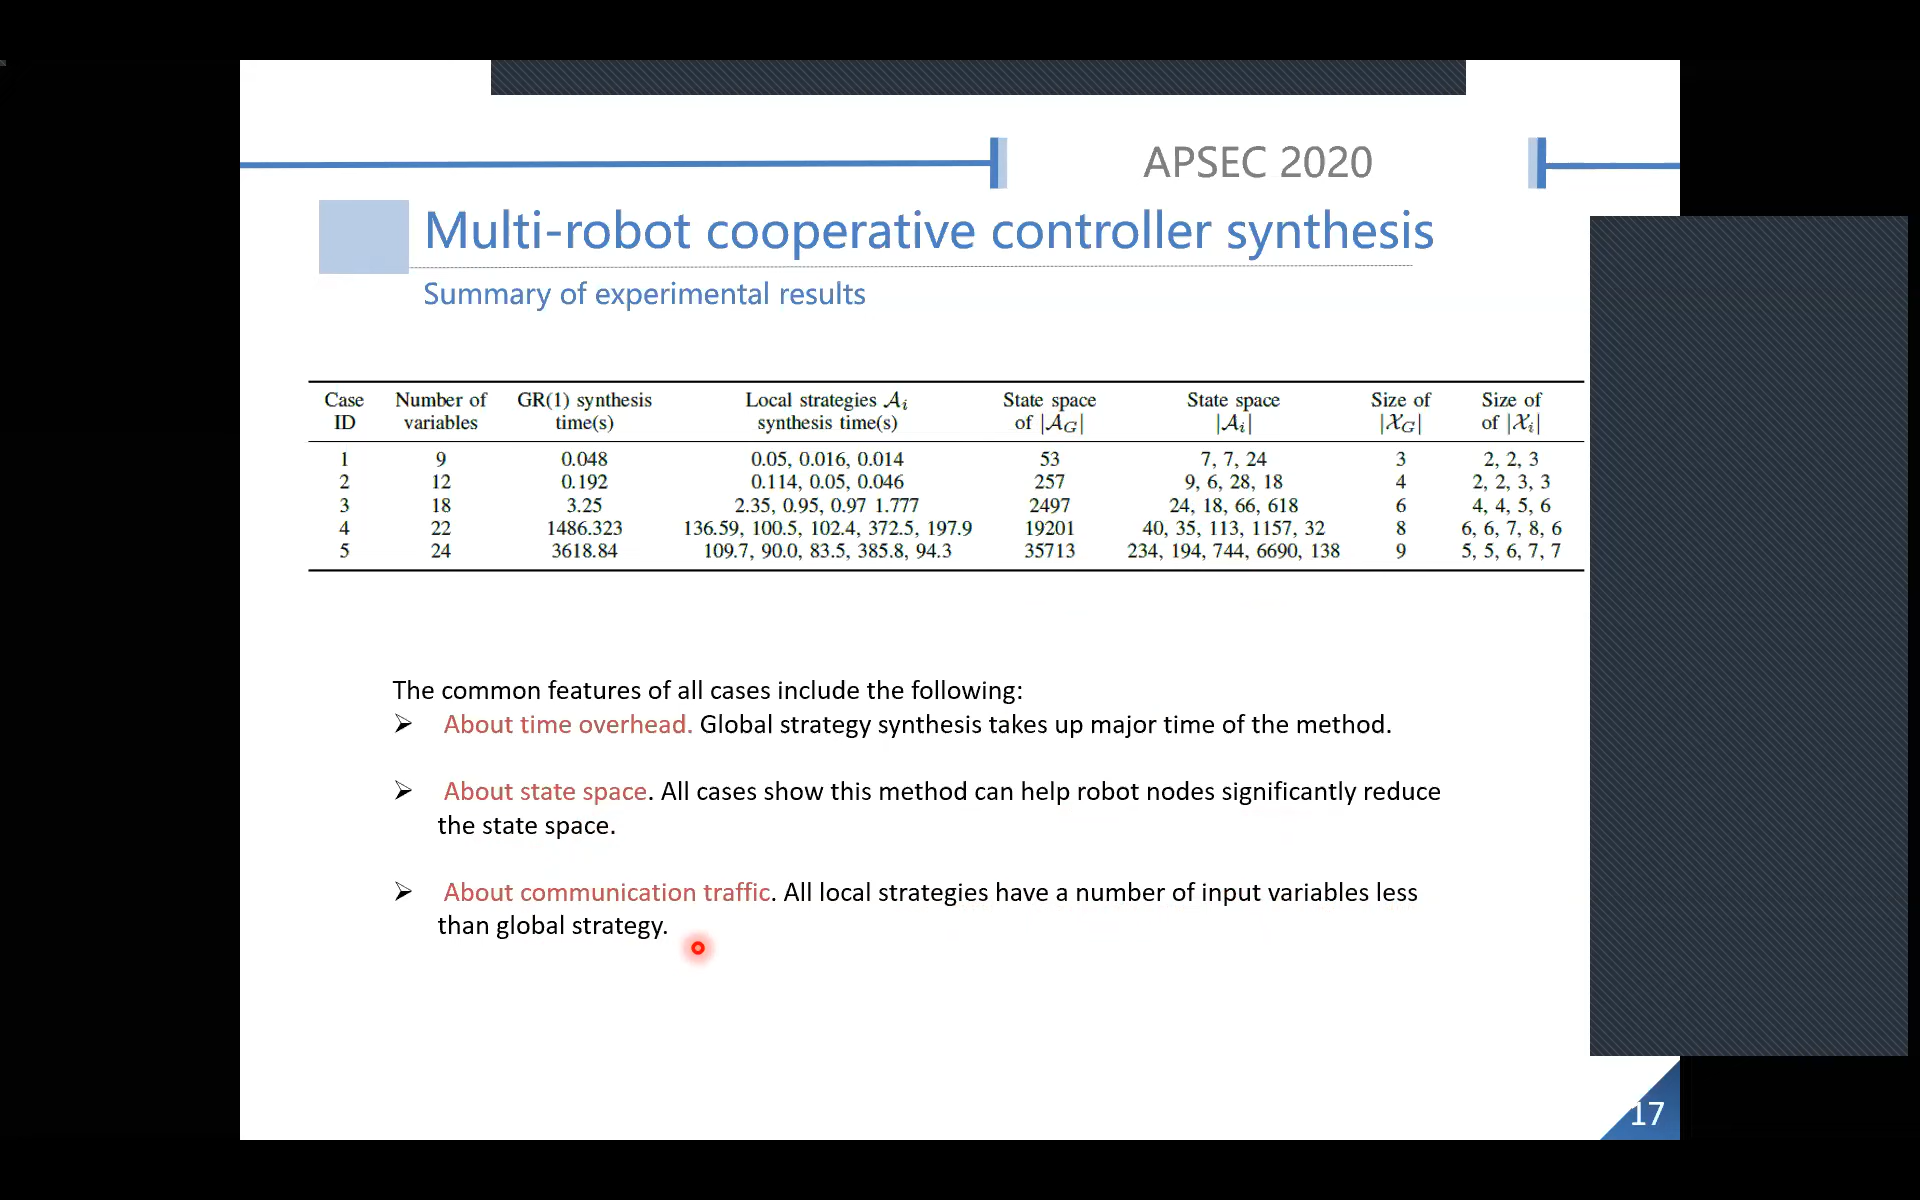 APSEC 2020
Multi-robot cooperative controller synthesis
Summary of experimental results
Case ID | Number of variables | GR(1) synthesis time(s) | Local strategies 𝒜i synthesis time(s) | State space of |𝒜G| | State space |𝒜i| | Size of |𝒳G| | Size of of |𝒳i|
1 | 9 | 0.048 | 0.05, 0.016, 0.014 | 53 | 7, 7, 24 | 3 | 2, 2, 3
2 | 12 | 0.192 | 0.114, 0.05, 0.046 | 257 | 9, 6, 28, 18 | 4 | 2, 2, 3, 3
3 | 18 | 3.25 | 2.35, 0.95, 0.97 1.777 | 2497 | 24, 18, 66, 618 | 6 | 4, 4, 5, 6
4 | 22 | 1486.323 | 136.59, 100.5, 102.4, 372.5, 197.9 | 19201 | 40, 35, 113, 1157, 32 | 8 | 6, 6, 7, 8, 6
5 | 24 | 3618.84 | 109.7, 90.0, 83.5, 385.8, 94.3 | 35713 | 234, 194, 744, 6690, 138 | 9 | 5, 5, 6, 7, 7
The common features of all cases include the following:
➢ About time overhead. Global strategy synthesis takes up major time of the method.
➢ About state space. All cases show this method can help robot nodes significantly reduce
the state space.
➢ About communication traffic. All local strategies have a number of input variables less
than global strategy.
17